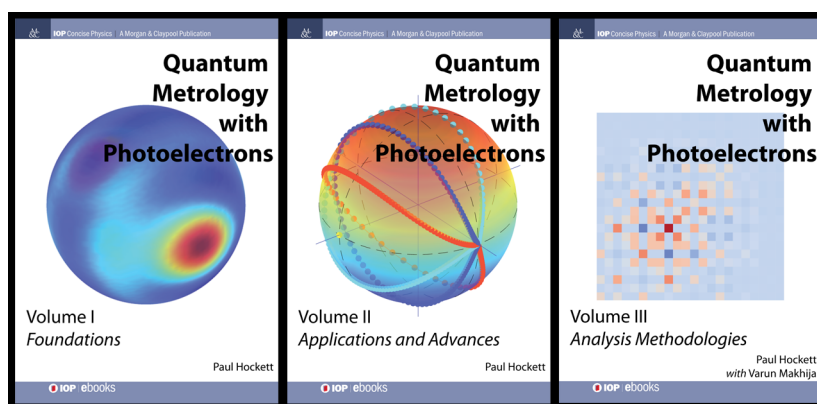 IOP Concise Physics | A Morgan & Claypool Publication
Quantum
Metrology
with
Photoelectrons
Volume I
Foundations
Paul Hockett
IOP ebooks
IOP Concise Physics | A Morgan & Claypool Publication
Quantum
Metrology
with
Photoelectrons
Volume II
Applications and Advances
Paul Hockett
IOP ebooks
IOP Concise Physics | A Morgan & Claypool Publication
Quantum
Metrology
with
Photoelectrons
Volume III
Analysis Methodologies
Paul Hockett
with Varun Makhija
IOP ebooks